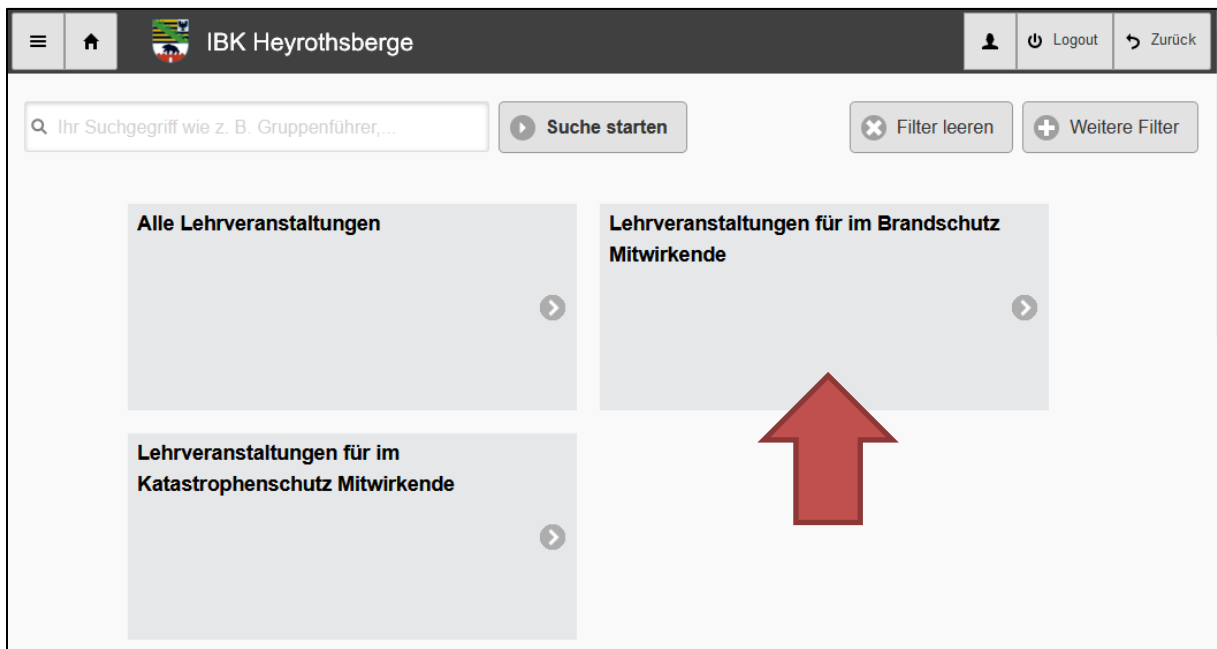 IBK Heyrothsberge
Logout
Zurück
Ihr Suchgegriff wie z. B. Gruppenführer,...
Suche starten
Filter leeren
Weitere Filter
Alle Lehrveranstaltungen
Lehrveranstaltungen für im Brandschutz
Mitwirkende
Lehrveranstaltungen für im
Katastrophenschutz Mitwirkende